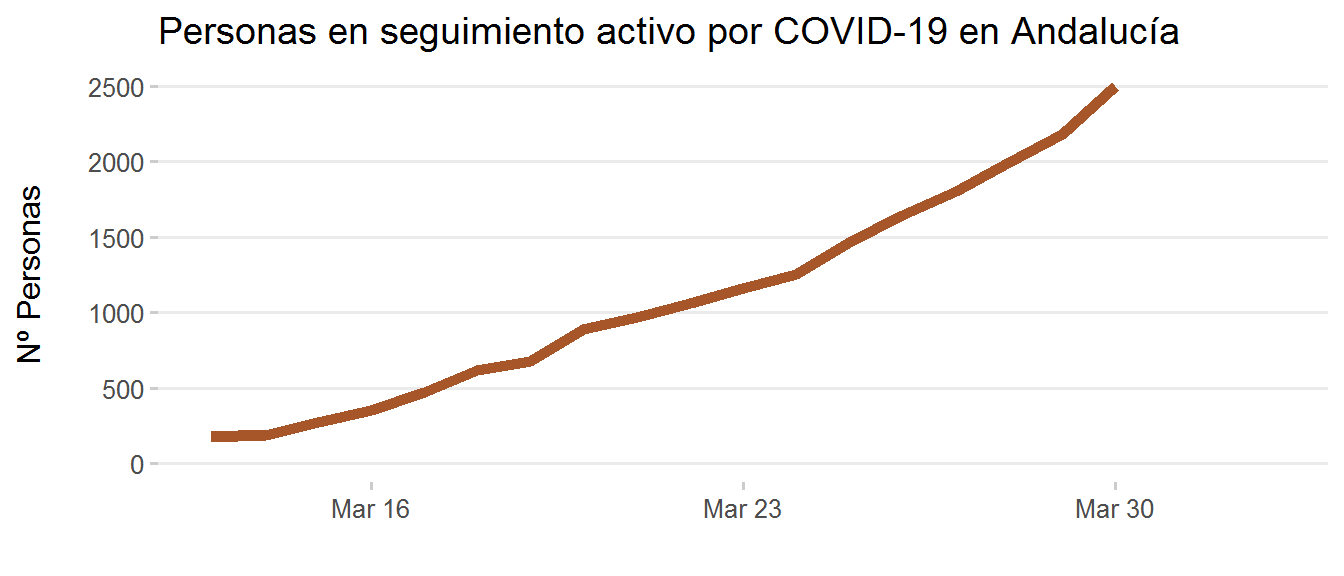 Personas en seguimiento activo por COVID-19 en Andalucía
2500
2000
1500
1000
500
0
Nº Personas
Mar 16
Mar 23
Mar 30